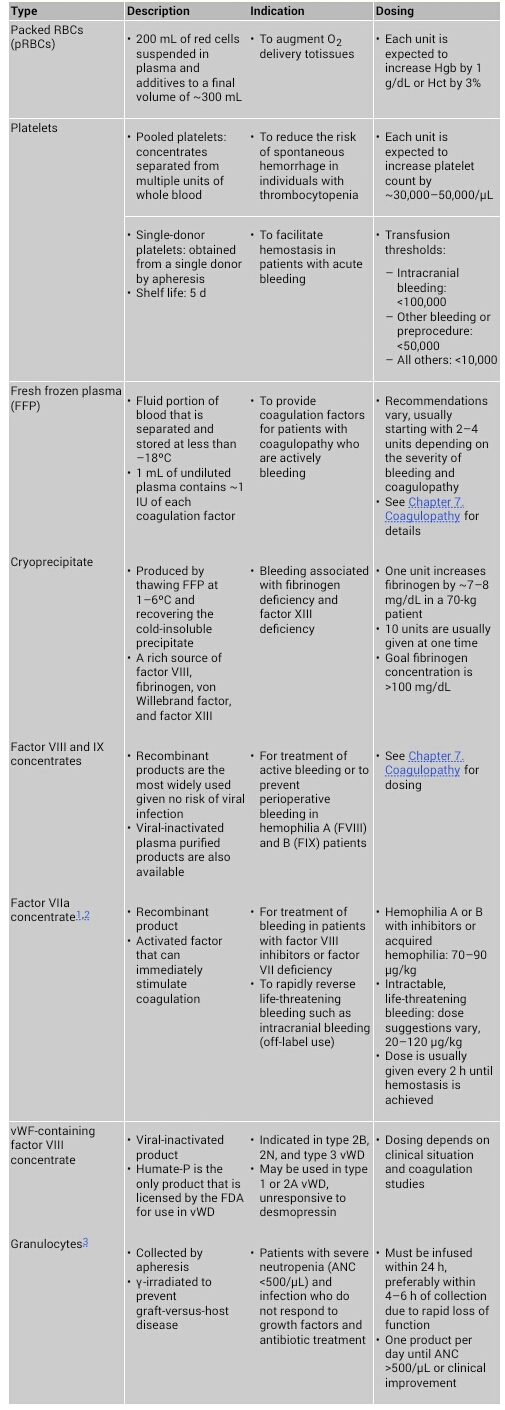 Type Description Indication Dosing
Packed RBCs
(pRBCs)
• 200 mL of red cells
suspended in
plasma and
additives to a final
volume of ~300 mL
• To augment O2
delivery totissues
• Each unit is
expected to
increase Hgb by 1
g/dL or Hct by 3%
Platelets
• Pooled platelets:
concentrates
separated from
multiple units of
whole blood
• To reduce the risk
of spontaneous
hemorrhage in
individuals with
thrombocytopenia
• Each unit is
expected to
increase platelet
count by
~30,000–50,000/μL
• Single-donor
platelets: obtained
from a single donor
by apheresis
• Shelf life: 5 d
• To facilitate
hemostasis in
patients with acute
bleeding
• Transfusion
thresholds:
– Intracranial
bleeding:
<100,000
– Other bleeding or
preprocedure:
<50,000
– All others: <10,000
Fresh frozen plasma
(FFP)
• Fluid portion of
blood that is
separated and
stored at less than
−18ºC
• 1 mL of undiluted
plasma contains ~1
IU of each
coagulation factor
• To provide
coagulation factors
for patients with
coagulopathy who
are actively
bleeding
• Recommendations
vary, usually
starting with 2–4
units depending on
the severity of
bleeding and
coagulopathy
• See Chapter 7,
Coagulopathy for
details
Cryoprecipitate
• Produced by
thawing FFP at
1–6ºC and
recovering the
cold-insoluble
precipitate
• A rich source of
factor VIII,
fibrinogen, von
Willebrand factor,
and factor XIII
• Bleeding associated
with fibrinogen
deficiency and
factor XIII
deficiency
• One unit increases
fibrinogen by ~7–8
mg/dL in a 70-kg
patient
• 10 units are usually
given at one time
• Goal fibrinogen
concentration is
>100 mg/dL
Factor VIII and IX
concentrates
• Recombinant
products are the
most widely used
given no risk of viral
infection
• Viral-inactivated
plasma purified
products are also
available
• For treatment of
active bleeding or to
prevent
perioperative
bleeding in
hemophilia A (FVIII)
and B (FIX) patients
• See Chapter 7,
Coagulopathy for
dosing
Factor VIIa
concentrate1,2
• Recombinant
product
• Activated factor
that can
immediately
stimulate
coagulation
• For treatment of
bleeding in patients
with factor VIII
inhibitors or factor
VII deficiency
• To rapidly reverse
life-threatening
bleeding such as
intracranial bleeding
(off-label use)
• Hemophilia A or B
with inhibitors or
acquired
hemophilia: 70–90
μg/kg
• Intractable,
life-threatening
bleeding: dose
suggestions vary,
20–120 μg/kg
• Dose is usually
given every 2 h until
hemostasis is
achieved
vWF-containing
factor VIII
concentrate
• Viral-inactivated
product
• Humate-P is the
only product that is
licensed by the FDA
for use in vWD
• Indicated in type 2B,
2N, and type 3 vWD
• May be used in type
1 or 2A vWD,
unresponsive to
desmopressin
• Dosing depends on
clinical situation
and coagulation
studies
Granulocytes3
• Collected by
apheresis
• γ-irradiated to
prevent
graft-versus-host
disease
• Patients with severe
neutropenia (ANC
<500/μL) and
infection who do
not respond to
growth factors and
antibiotic treatment
• Must be infused
within 24 h,
preferably within
4–6 h of collection
due to rapid loss of
function
• One product per
day until ANC
>500/μL or clinical
improvement